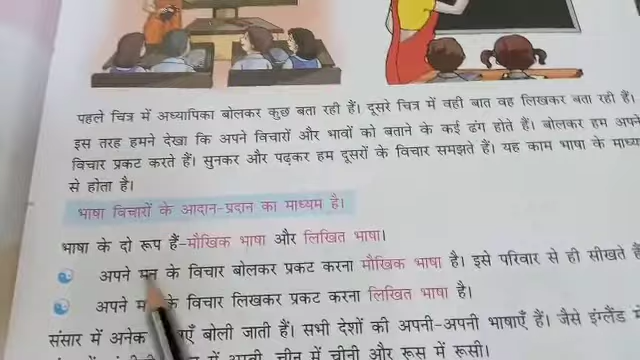 पहले चित्र में अध्यापिका बोलकर कुछ बता रही हैं। दूसरे चित्र में वही बात वह लिखकर बता रही हैं।
इस तरह हमने देखा कि अपने विचारों और भावों को बताने के कई ढंग होते हैं। बोलकर हम अपने
विचार प्रकट करते हैं। सुनकर और पढ़कर हम दूसरों के विचार समझते हैं। यह काम भाषा के माध्यम
से होता है।
भाषा विचारों के आदान-प्रदान का माध्यम है।
भाषा के दो रूप हैं-मौखिक भाषा और लिखित भाषा।
अपने मन के विचार बोलकर प्रकट करना मौखिक भाषा है। इसे परिवार से ही सीखते हैं
अपने के विचार लिखकर प्रकट करना लिखित भाषा है।
संसार में अनेक बोली जाती हैं। सभी देशों की अपनी-अपनी भाषाएँ हैं। जैसे इंग्लैंड में
में चीन में चीनी और रूस में रूसी।